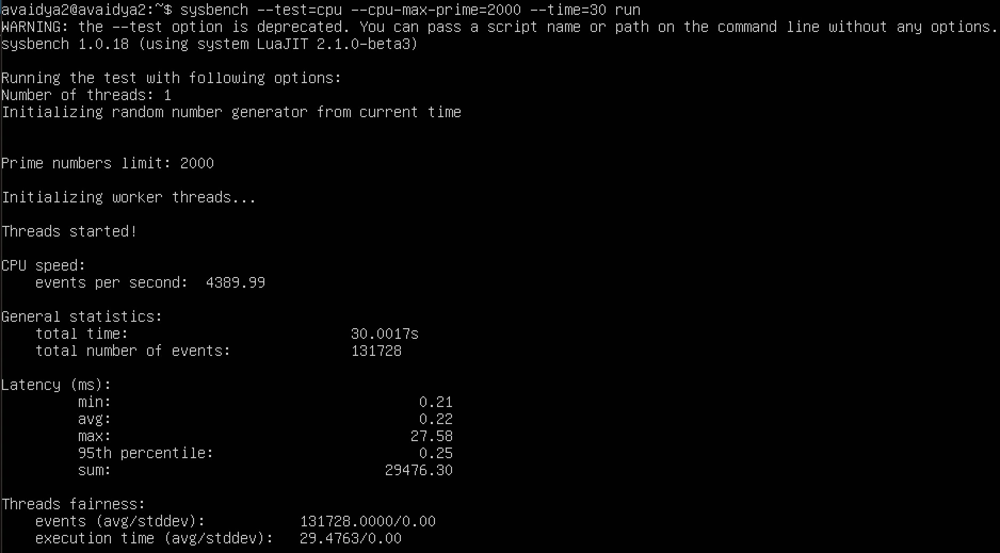 avaidya2@avaidya2:~$ sysbench --test=cpu --cpu-max-prime=2000 --time=30 run
WARNING: the --test option is deprecated. You can pass a script name or path on the command line without any options.
sysbench 1.0.18 (using system LuaJIT 2.1.0-beta3)
Running the test with following options:
Number of threads: 1
Initializing random number generator from current time
Prime numbers limit: 2000
Initializing worker threads...
Threads started!
CPU speed:
events per second: 4389.99
General statistics:
total time: 30.0017s
total number of events: 131728
Latency (ms):
min: 0.21
avg: 0.22
max: 27.58
95th percentile: 0.25
sum: 29476.30
Threads fairness:
events (avg/stddev): 131728.0000/0.00
execution time (avg/stddev): 29.4763/0.00